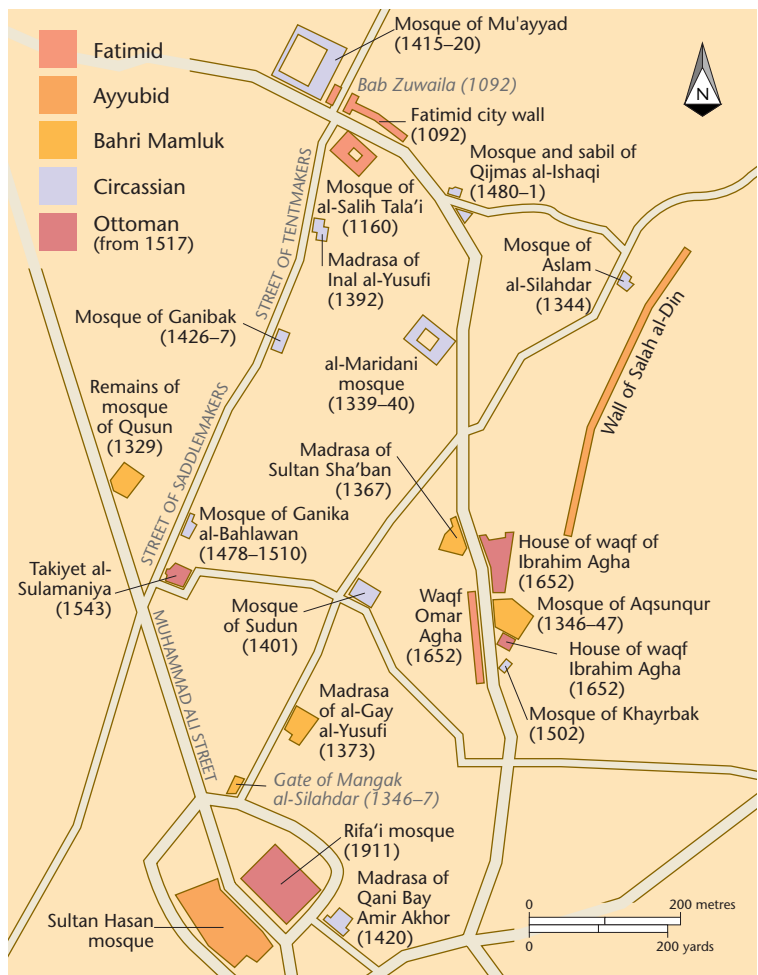 Fatimid
Ayyubid
Bahri Mamluk
Circassian
Ottoman
(from 1517)
Mosque of Mu'ayyad
(1415–20)
N
Bab Zuwaila (1092)
Fatimid city wall
(1092)
Mosque and sabil of
Qijmas al-Ishaqi
(1480–1)
Mosque of
al-Salih Tala‘i
(1160)
STREET OF TENTMAKERS
Madrasa of
Inal al-Yusufi
(1392)
Mosque of
Aslam
al-Silahdar
(1344)
Mosque of Ganibak
(1426–7)
al-Maridani
mosque
(1339–40)
Wall of Salah al-Din
Remains of
mosque
of Qusun
(1329)
STREET OF SADDLEMAKERS
Madrasa of
Sultan Sha‘ban
(1367)
Mosque of Ganika
al-Bahlawan
(1478–1510)
House of waqf of
Ibrahim Agha
(1652)
Takiyet al-
Sulamaniya
(1543)
Mosque
of Sudun
(1401)
Waqf
Omar
Agha
(1652)
Mosque of Aqsunqur
(1346–47)
House of waqf
Ibrahim Agha
(1652)
MUHAMMAD ALI STREET
Madrasa
of al-Gay
al-Yusufi
(1373)
Mosque of Khayrbak
(1502)
Gate of Mangak
al-Silahdar (1346–7)
Rifa‘i mosque
(1911)
Madrasa of
Qani Bay
Amir Akhor
(1420)
Sultan Hasan
mosque
0 200 metres
0 200 yards